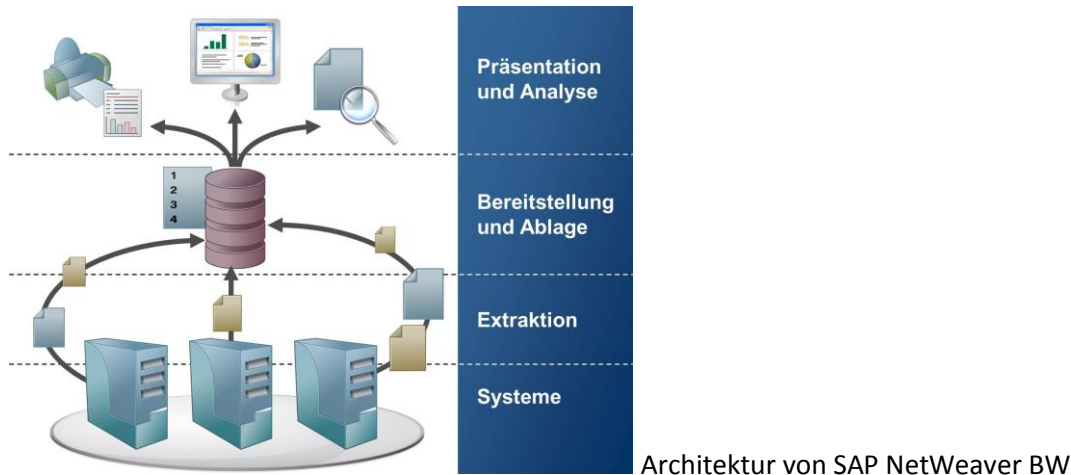 Präsentation
und Analyse
1
2
3
4
Bereitstellung
und Ablage
Extraktion
Systeme
Architektur von SAP NetWeaver BW